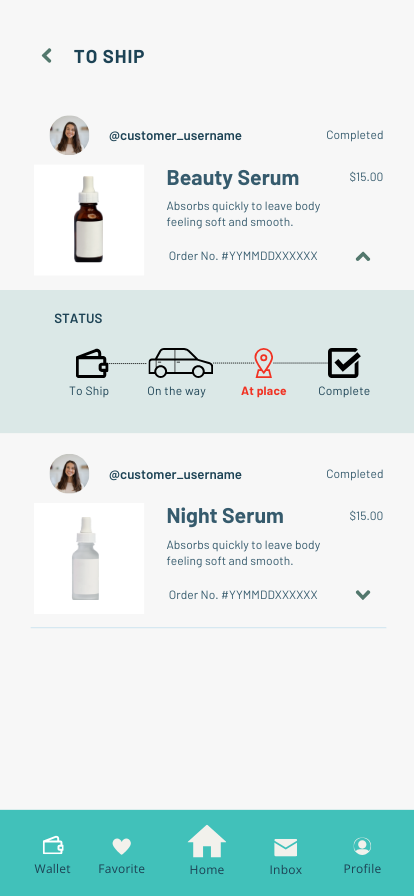 TO SHIP
@customer_username
Completed
Beauty Serum
$15.00
Absorbs quickly to leave body
feeling soft and smooth.
Order No. #YYMMDDXXXXXX
STATUS
To Ship
On the way
At place
Complete
@customer_username
Completed
Night Serum
$15.00
Absorbs quickly to leave body
feeling soft and smooth.
Order No. #YYMMDDXXXXXX
Wallet
Favorite
Home
Inbox
Profile